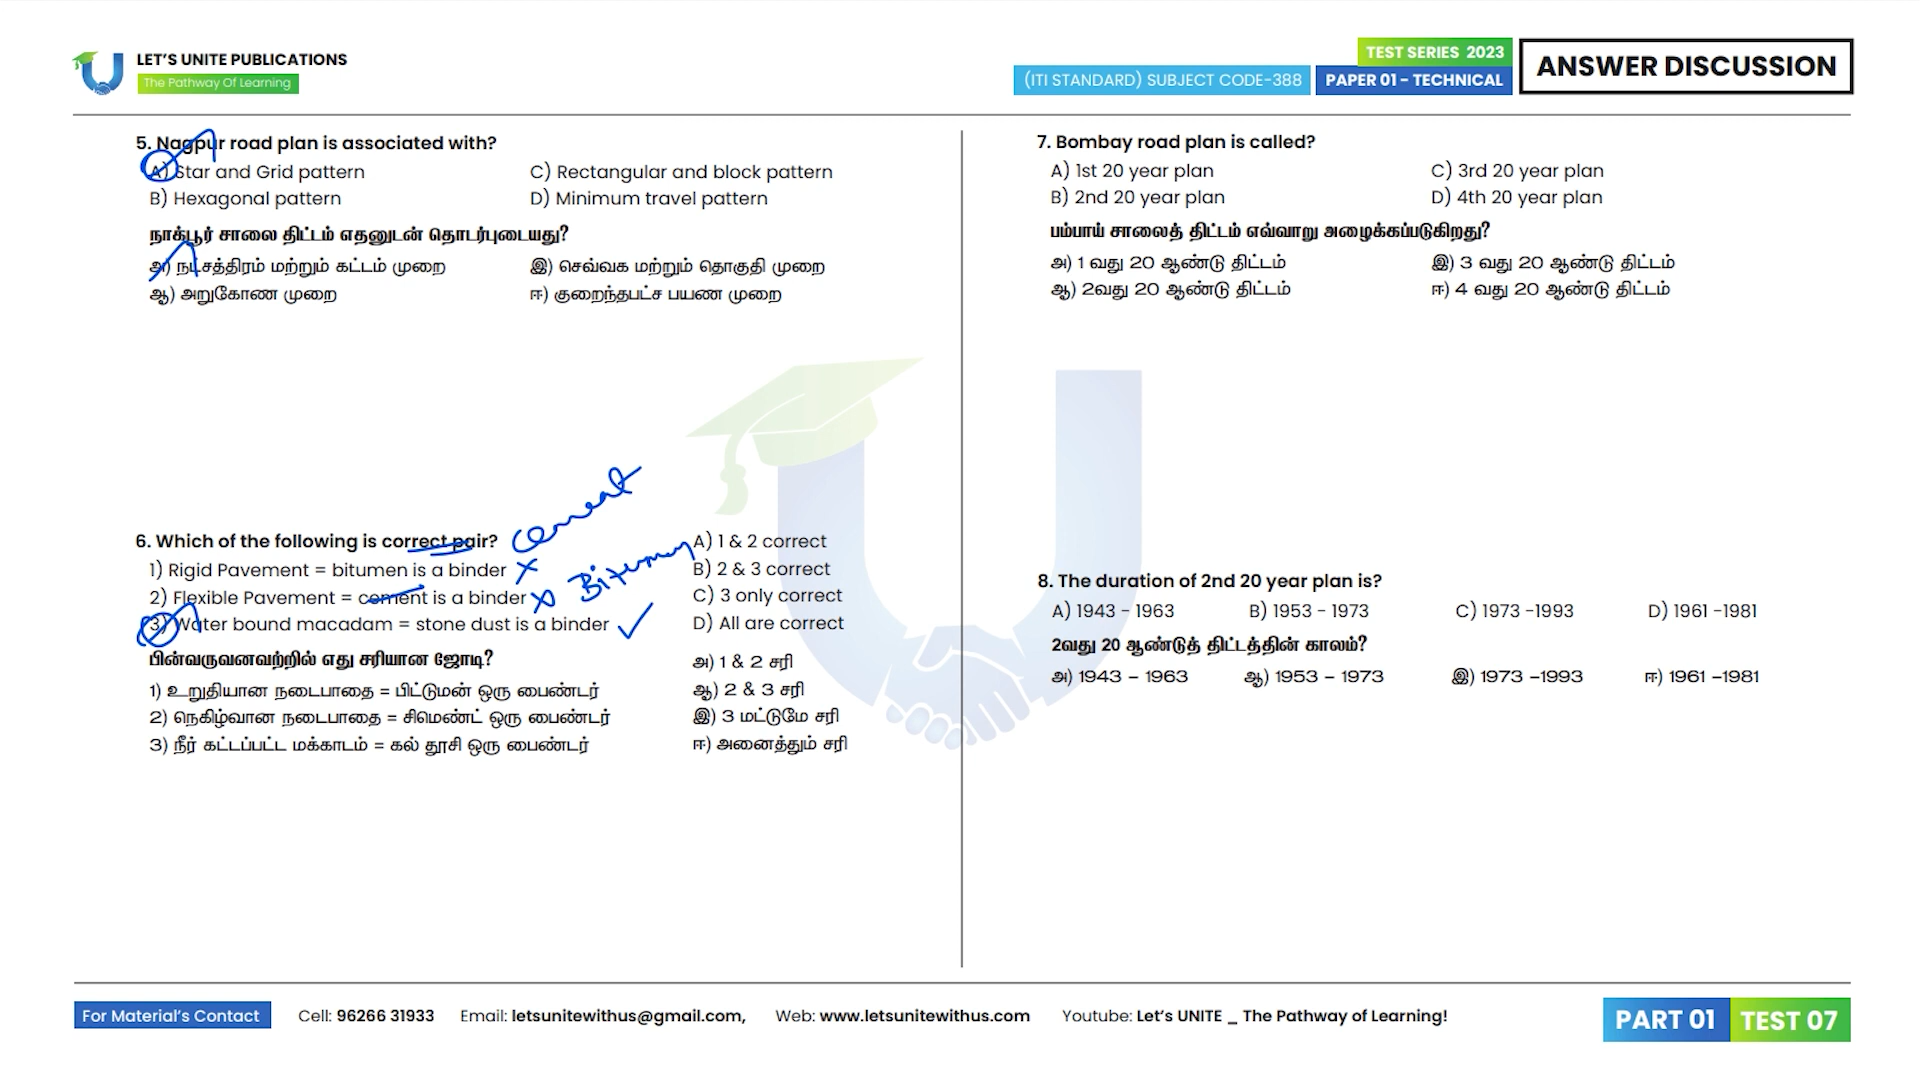 LET'S UNITE PUBLICATIONS
The Pathway Of Learning
TEST SERIES 2023
(ITI STANDARD) SUBJECT CODE-388
PAPER 01 - TECHNICAL
ANSWER DISCUSSION
5. Nagpur road plan is associated with?
A) Star and Grid pattern
C) Rectangular and block pattern
B) Hexagonal pattern
D) Minimum travel pattern
நாக்பூர் சாலை திட்டம் எதனுடன் தொடர்புடையது?
அ) நட்சத்திரம் மற்றும் கட்டம் முறை
இ) செவ்வக மற்றும் தொகுதி முறை
ஆ) அறுகோண முறை
ஈ) குறைந்தபட்ச பயண முறை
cement
6. Which of the following is correct pair?
A) 1 & 2 correct
1) Rigid Pavement = bitumen is a binder
Bitumen
B) 2 & 3 correct
2) Flexible Pavement = cement is a binder
C) 3 only correct
3) Water bound macadam = stone dust is a binder
D) All are correct
பின்வருவனவற்றில் எது சரியான ஜோடி?
அ) 1 & 2 சரி
1) உறுதியான நடைபாதை = பிட்டுமன் ஒரு பைண்டர்
ஆ) 2 & 3 சரி
2) நெகிழ்வான நடைபாதை = சிமெண்ட் ஒரு பைண்டர்
இ) 3 மட்டுமே சரி
3) நீர் கட்டப்பட்ட மக்காடம் = கல் தூசி ஒரு பைண்டர்
ஈ) அனைத்தும் சரி
7. Bombay road plan is called?
A) 1st 20 year plan
C) 3rd 20 year plan
B) 2nd 20 year plan
D) 4th 20 year plan
பம்பாய் சாலைத் திட்டம் எவ்வாறு அழைக்கப்படுகிறது?
அ) 1 வது 20 ஆண்டு திட்டம்
இ) 3 வது 20 ஆண்டு திட்டம்
ஆ) 2வது 20 ஆண்டு திட்டம்
ஈ) 4 வது 20 ஆண்டு திட்டம்
8. The duration of 2nd 20 year plan is?
A) 1943 - 1963 B) 1953 - 1973 C) 1973 -1993 D) 1961 -1981
2வது 20 ஆண்டுத் திட்டத்தின் காலம்?
அ) 1943 – 1963 ஆ) 1953 – 1973 இ) 1973 –1993 ஈ) 1961 –1981
For Material's Contact Cell: 96266 31933 Email: letsunitewithus@gmail.com, Web: www.letsunitewithus.com Youtube: Let's UNITE _ The Pathway of Learning!
PART 01 TEST 07